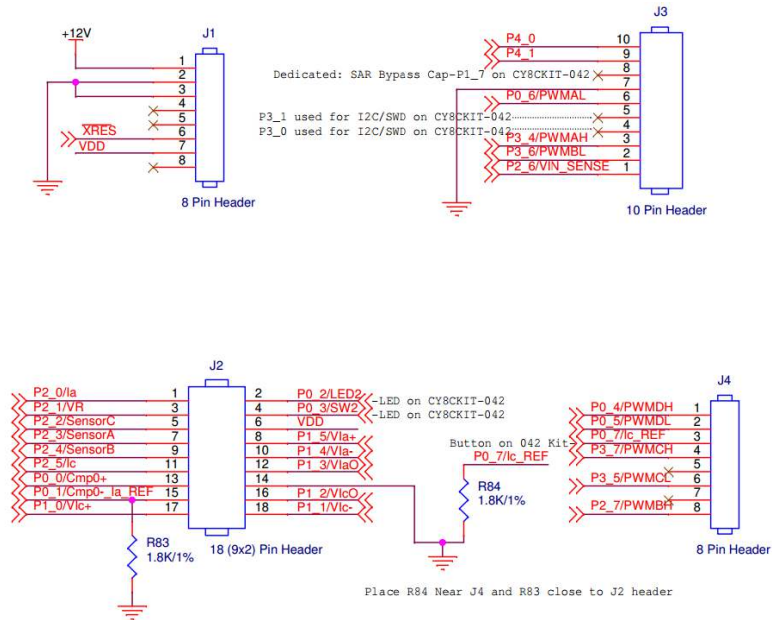 J1
+12V
1
2
3
4
5
6
7
8
XRES
VDD
8 Pin Header
J3
P4_0
P4_1
Dedicated: SAR Bypass Cap-P1_7 on CY8CKIT-042
P0_6/PWMAL
P3_1 used for I2C/SWD on CY8CKIT-042
P3_0 used for I2C/SWD on CY8CKIT-042
P3_4/PWMAH
P3_6/PWMBL
P2_6/VIN_SENSE
10
9
8
7
6
5
4
3
2
1
10 Pin Header
J2
P2_0/Ia
P2_1/VR
P2_2/SensorC
P2_3/SensorA
P2_4/SensorB
P2_5/Ic
P0_0/Cmp0+
P0_1/Cmp0-_Ia_REF
P1_0/VIc+
1
3
5
7
9
11
13
15
17
2
4
6
8
10
12
14
16
18
P0_2/LED2
P0_3/SW2
VDD
P1_5/VIa+
P1_4/VIa-
P1_3/VIaO
P1_2/VIcO
P1_1/VIc-
LED on CY8CKIT-042
LED on CY8CKIT-042
R83
1.8K/1%
18 (9x2) Pin Header
Button on 042 Kit
P0_7/Ic_REF
R84
1.8K/1%
J4
P0_4/PWMDH
P0_5/PWMDL
P0_7/Ic_REF
P3_7/PWMCH
P3_5/PWMCL
P2_7/PWMBH
1
2
3
4
5
6
7
8
8 Pin Header
Place R84 Near J4 and R83 close to J2 header